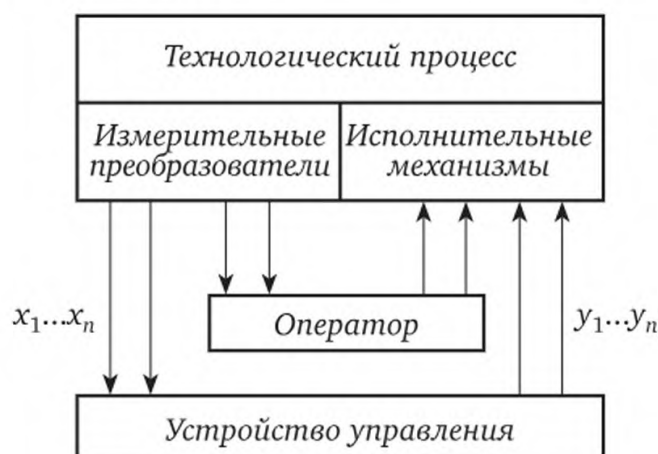 Технологический процесс
Измерительные
преобразователи
Исполнительные
механизмы
x₁...xₙ
Оператор
y₁...yₙ
Устройство управления